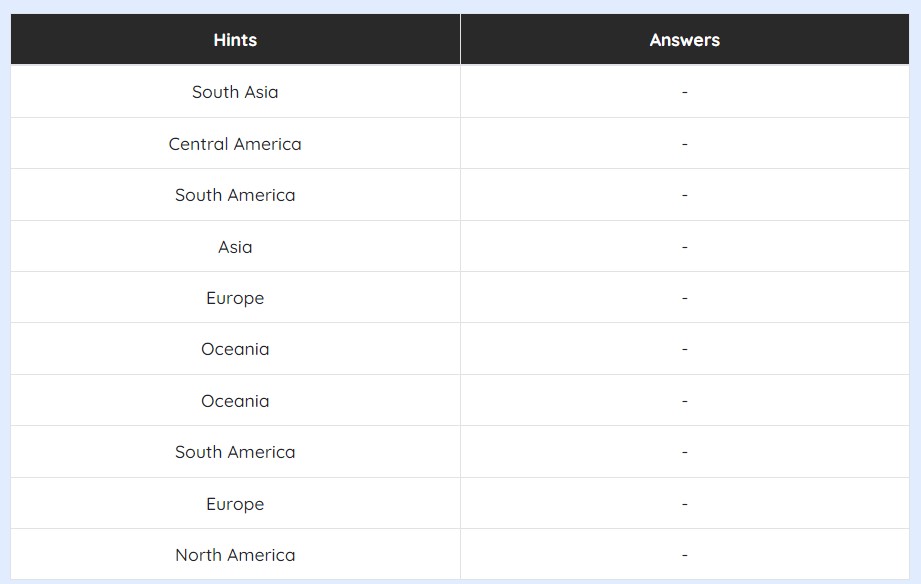 Hints Answers
South Asia -
Central America -
South America -
Asia -
Europe -
Oceania -
Oceania -
South America -
Europe -
North America -